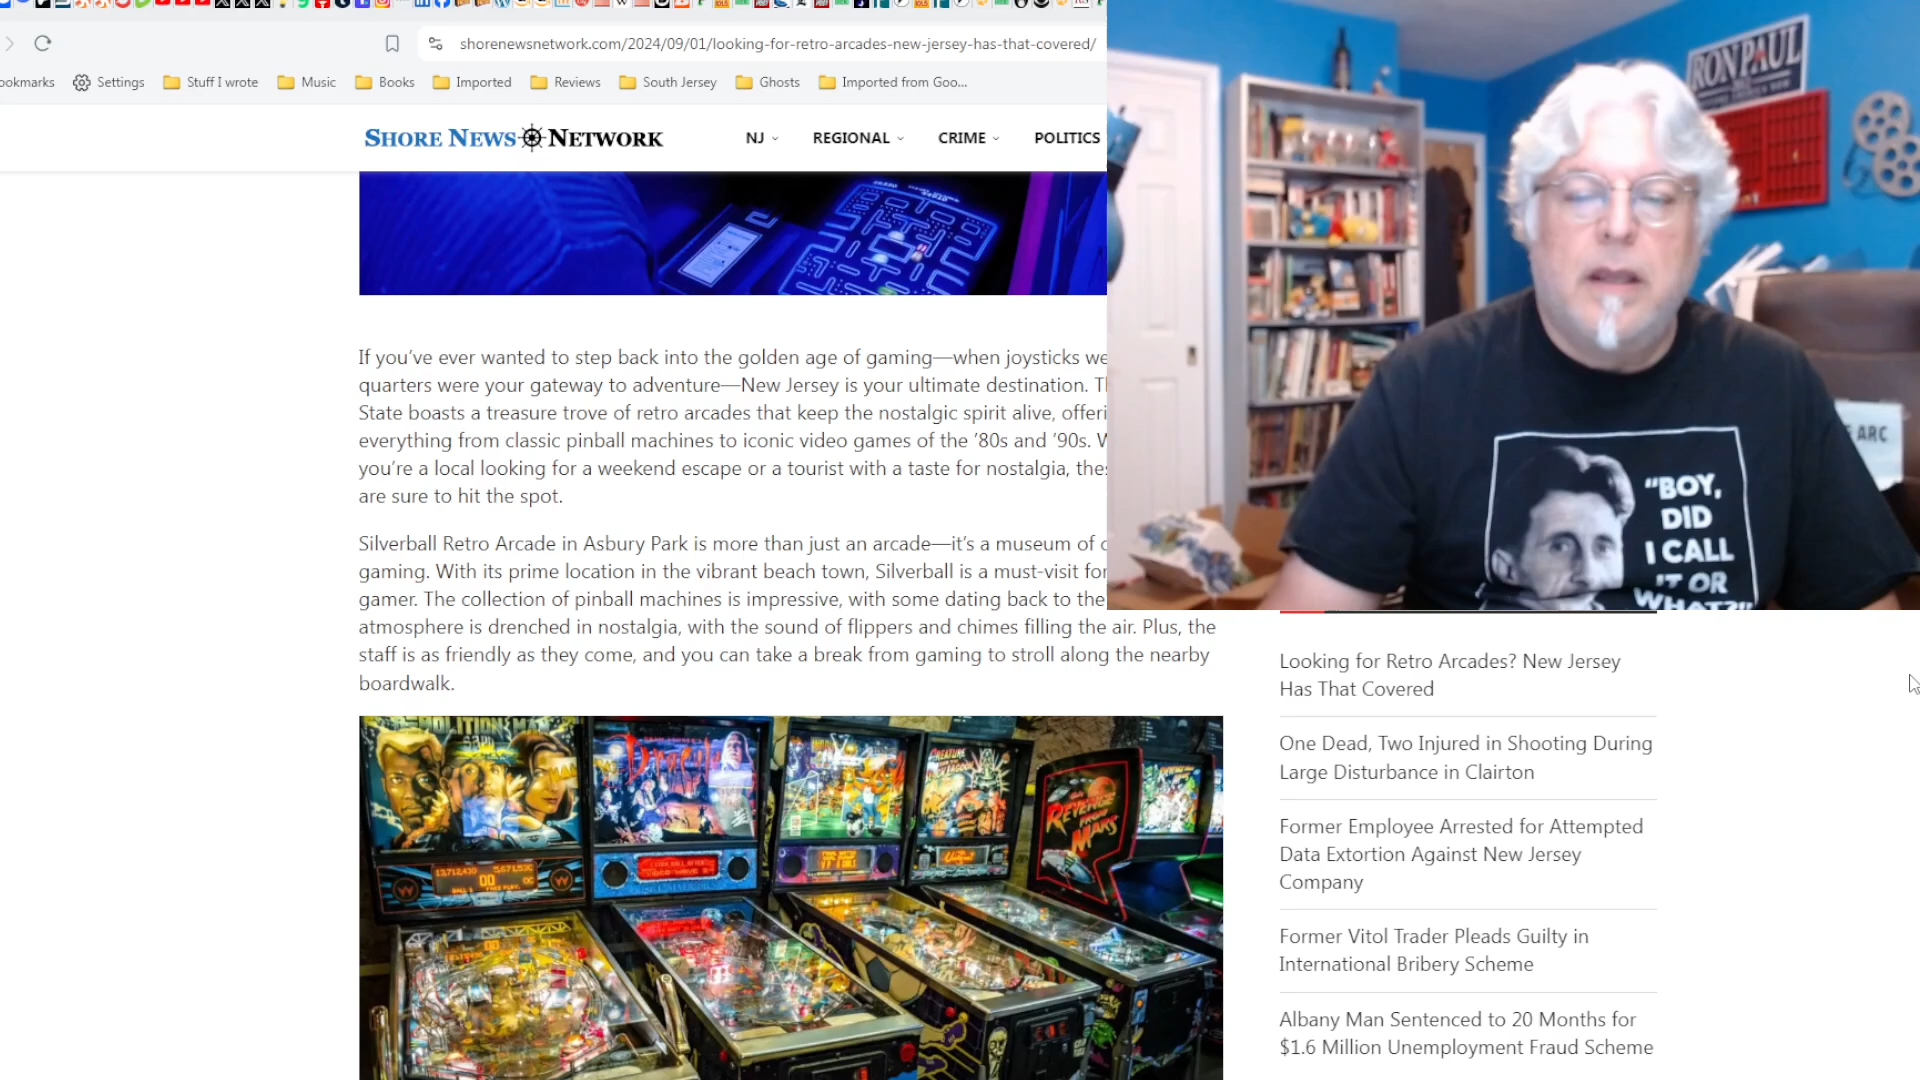 shorenewsnetwork.com/2024/09/01/looking-for-retro-arcades-new-jersey-has-that-covered/
ookmarks Settings Stuff I wrote Music Books Imported Reviews South Jersey Ghosts Imported from Goo...
SHORE NEWS NETWORK NJ REGIONAL CRIME POLITICS
RON PAUL
If you've ever wanted to step back into the golden age of gaming—when joysticks we
quarters were your gateway to adventure—New Jersey is your ultimate destination. Th
State boasts a treasure trove of retro arcades that keep the nostalgic spirit alive, offeri
everything from classic pinball machines to iconic video games of the '80s and '90s. W
you're a local looking for a weekend escape or a tourist with a taste for nostalgia, thes
are sure to hit the spot.
Silverball Retro Arcade in Asbury Park is more than just an arcade—it's a museum of c
gaming. With its prime location in the vibrant beach town, Silverball is a must-visit for
gamer. The collection of pinball machines is impressive, with some dating back to the
atmosphere is drenched in nostalgia, with the sound of flippers and chimes filling the air. Plus, the
staff is as friendly as they come, and you can take a break from gaming to stroll along the nearby
boardwalk.
ARC
"BOY,
DID
I CALL
IT OR
WHAT?!"
Looking for Retro Arcades? New Jersey
Has That Covered
One Dead, Two Injured in Shooting During
Large Disturbance in Clairton
Former Employee Arrested for Attempted
Data Extortion Against New Jersey
Company
Former Vitol Trader Pleads Guilty in
International Bribery Scheme
Albany Man Sentenced to 20 Months for
$1.6 Million Unemployment Fraud Scheme
DEMOLITION MAN
Dracula
CREATURE
REVENGE
FROM
MARS